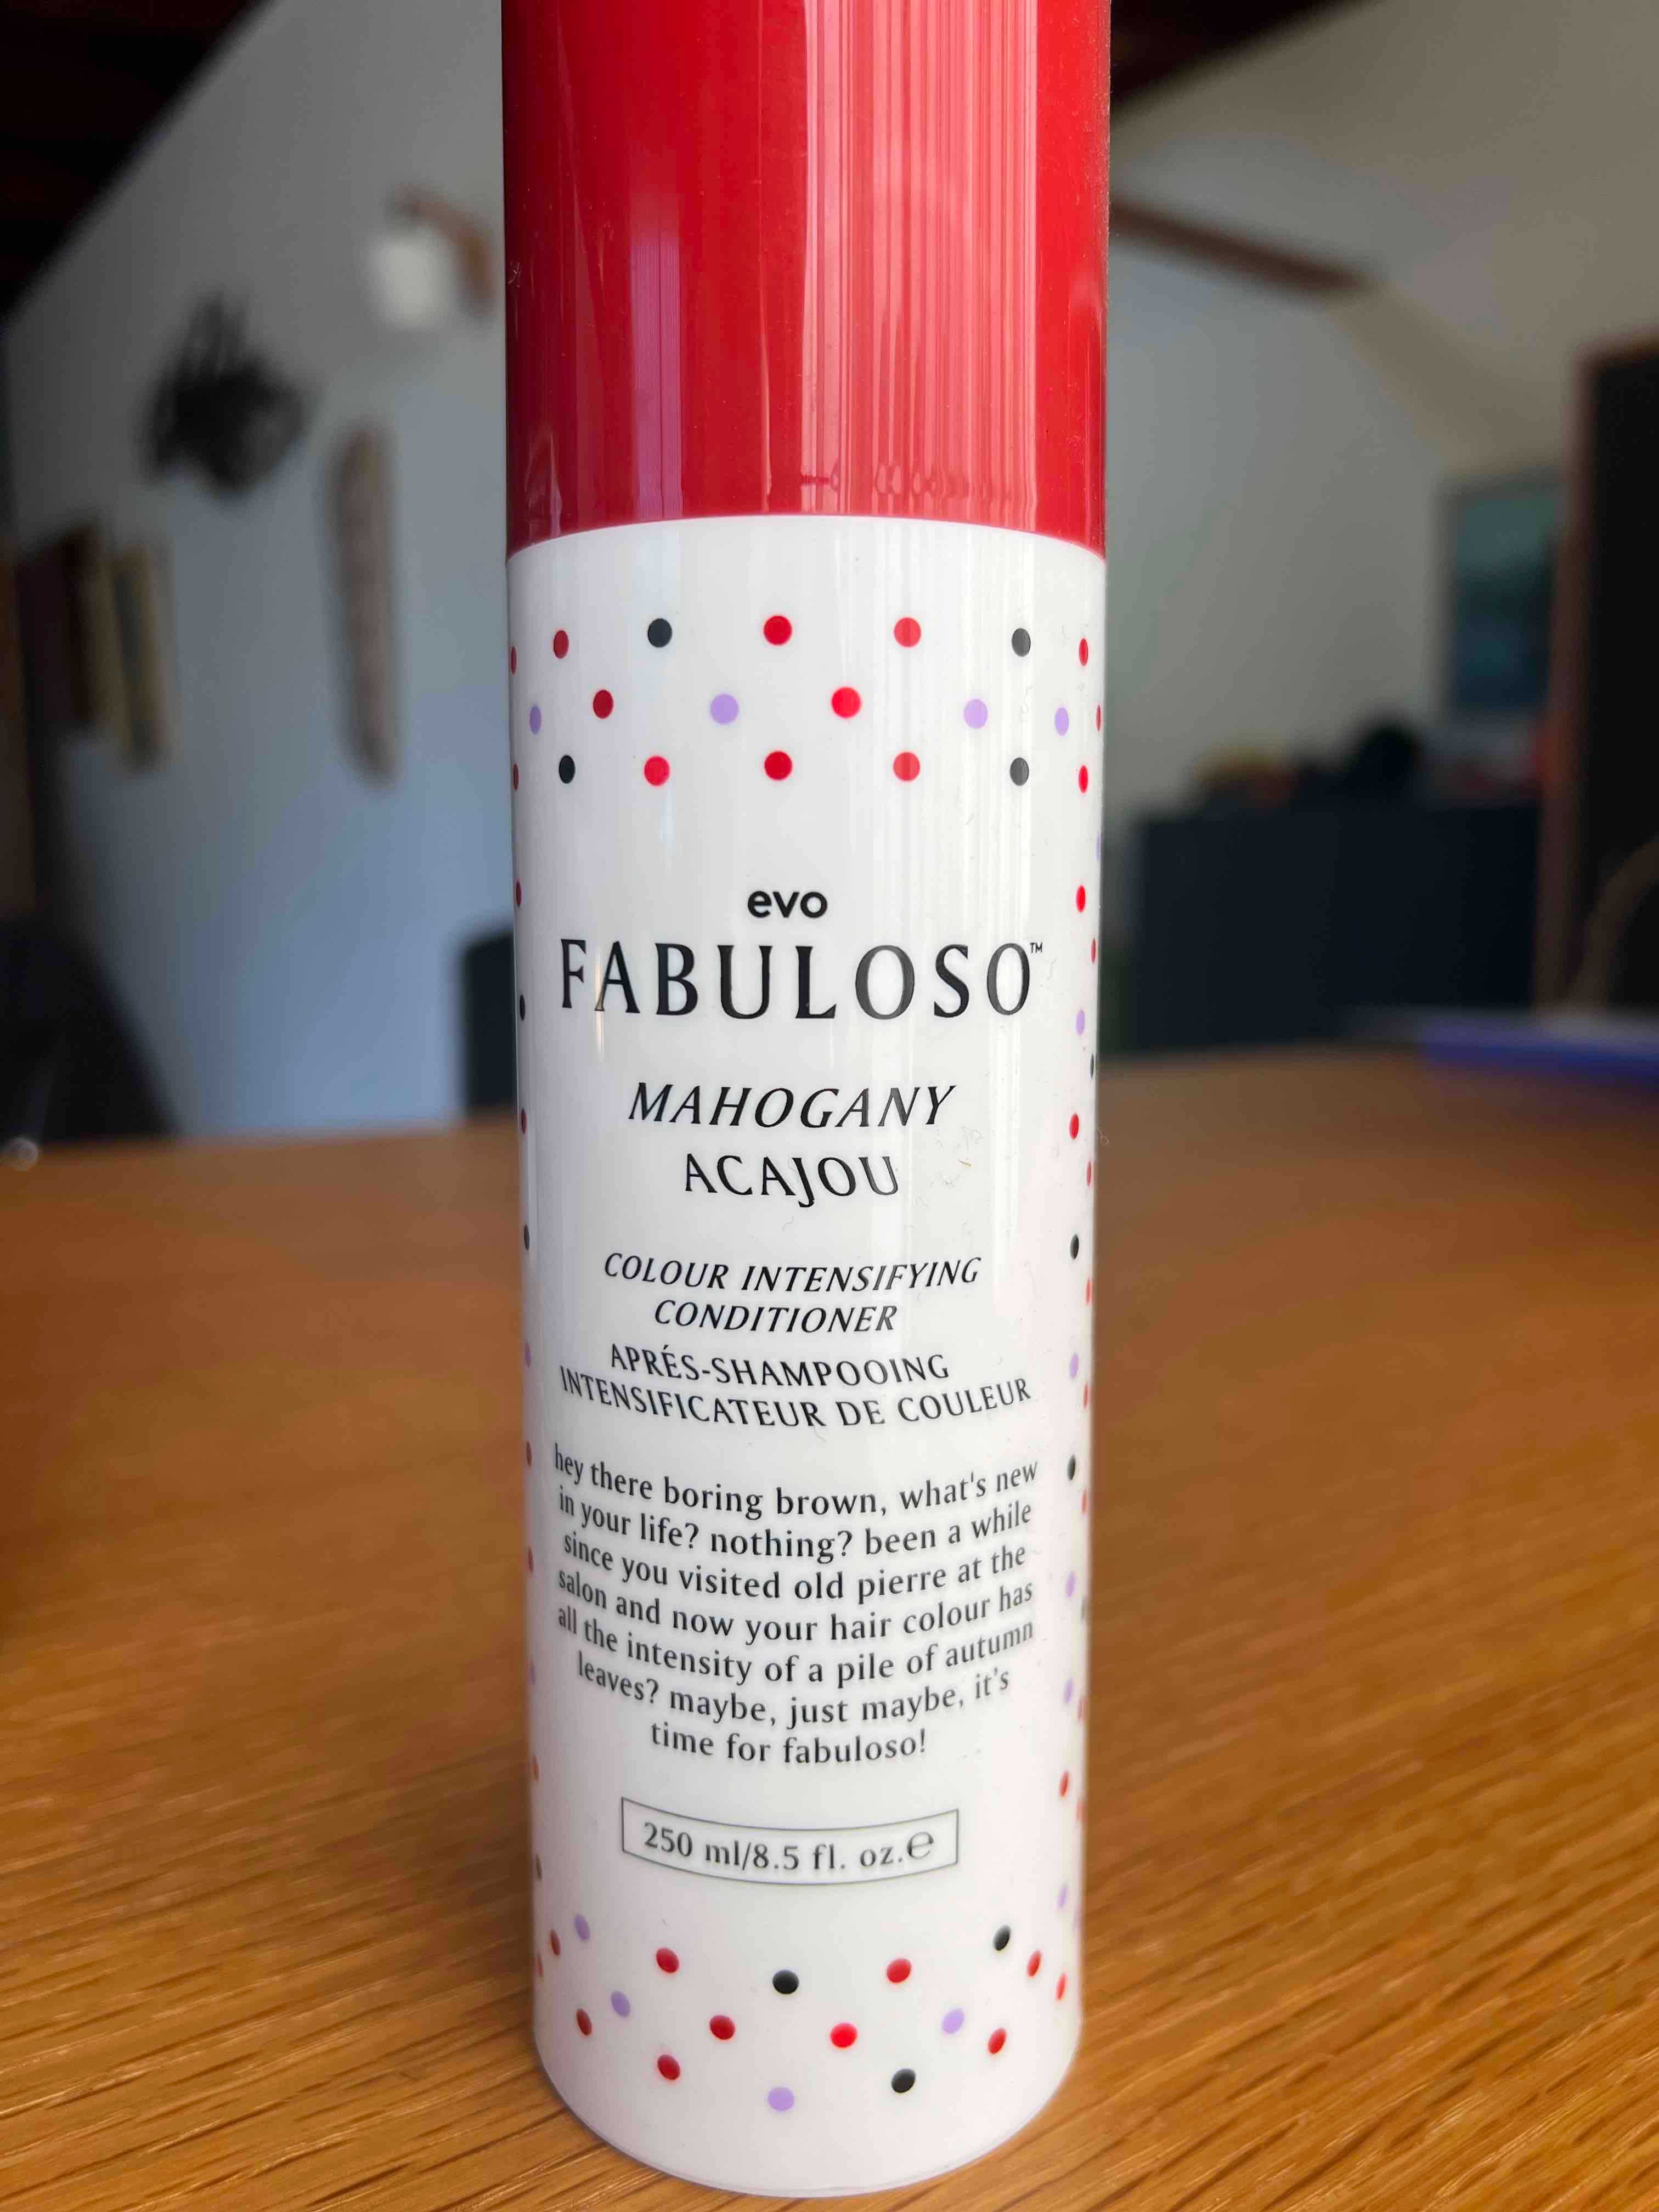 evo
FABULOSO™
MAHOGANY
ACAJOU
COLOUR INTENSIFYING
CONDITIONER
APRÉS-SHAMPOOING
INTENSIFICATEUR DE COULEUR
hey there boring brown, what's new
in your life? nothing? been a while
since you visited old pierre at the
salon and now your hair colour has
all the intensity of a pile of autumn
leaves? maybe, just maybe, it's
time for fabuloso!
250 ml/8.5 fl. oz.℮